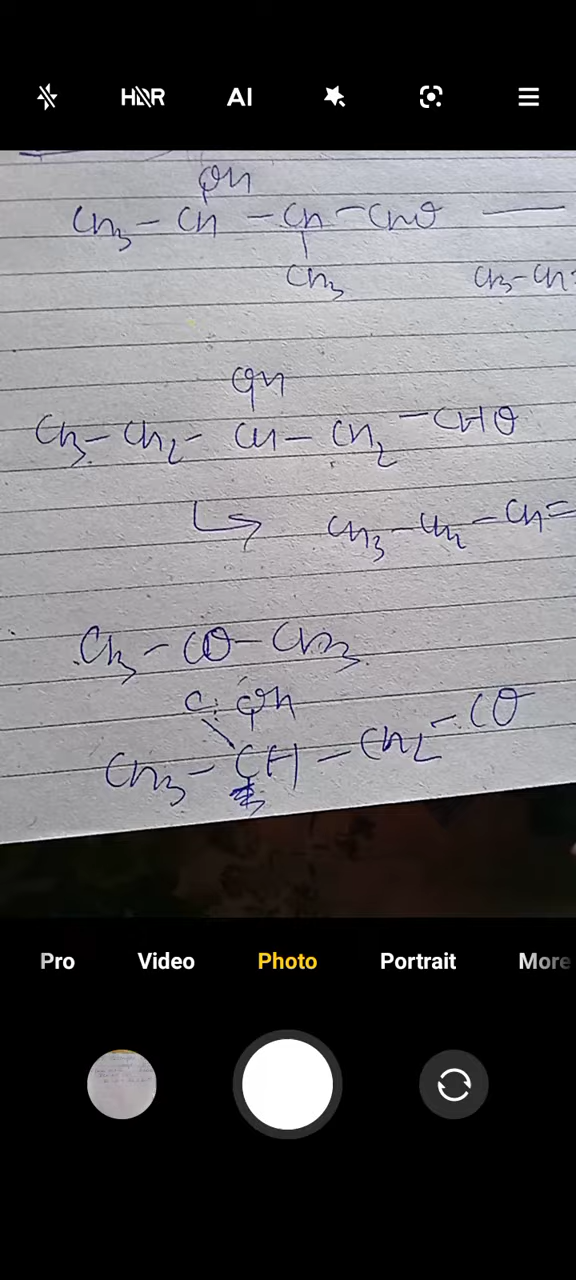 HDR AI
OH
CH3 – CH – CH – CHO —
CH3
CH3-CH=
OH
CH3 – CH2 – CH – CH2 – CHO
↳ CH3 – CH2 – CH =
CH3 – CO – CH3
OH
CH3 – CH – CH2 – CO
Pro Video Photo Portrait More